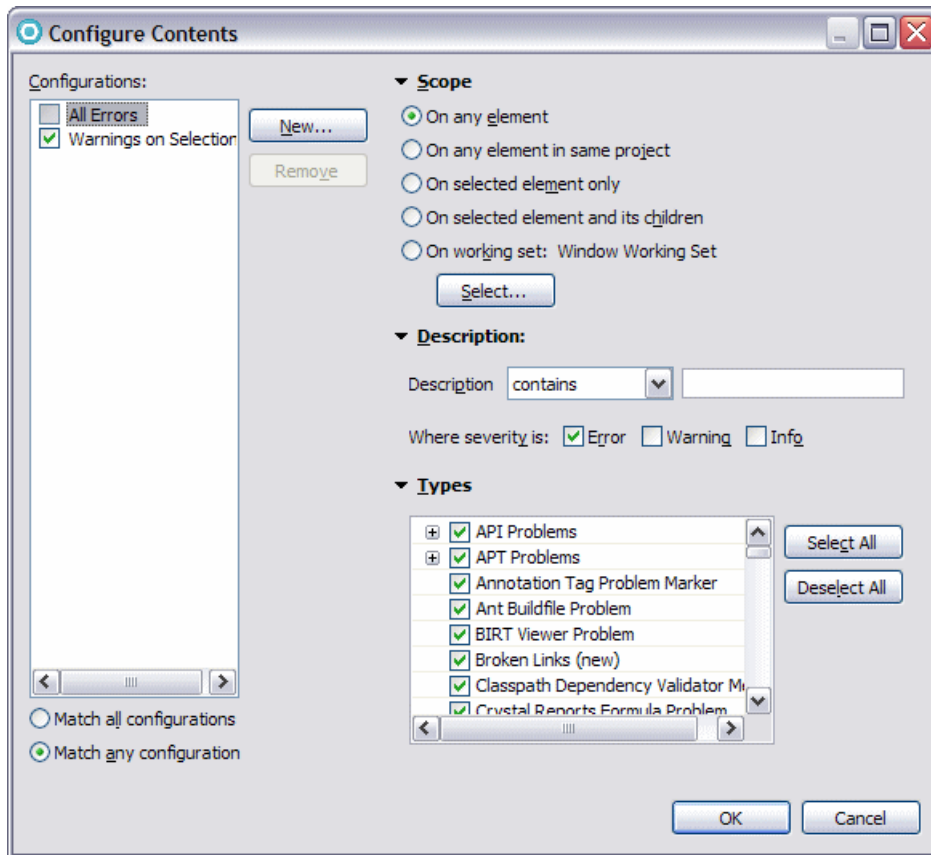 Configure Contents
Configurations:
All Errors
Warnings on Selection
New...
Remove
Match all configurations
Match any configuration
Scope
On any element
On any element in same project
On selected element only
On selected element and its children
On working set: Window Working Set
Select...
Description:
Description contains
Where severity is: Error Warning Info
Types
API Problems
APT Problems
Annotation Tag Problem Marker
Ant Buildfile Problem
BIRT Viewer Problem
Broken Links (new)
Classpath Dependency Validator M
Crystal Reports Formula Problem
Select All
Deselect All
OK Cancel